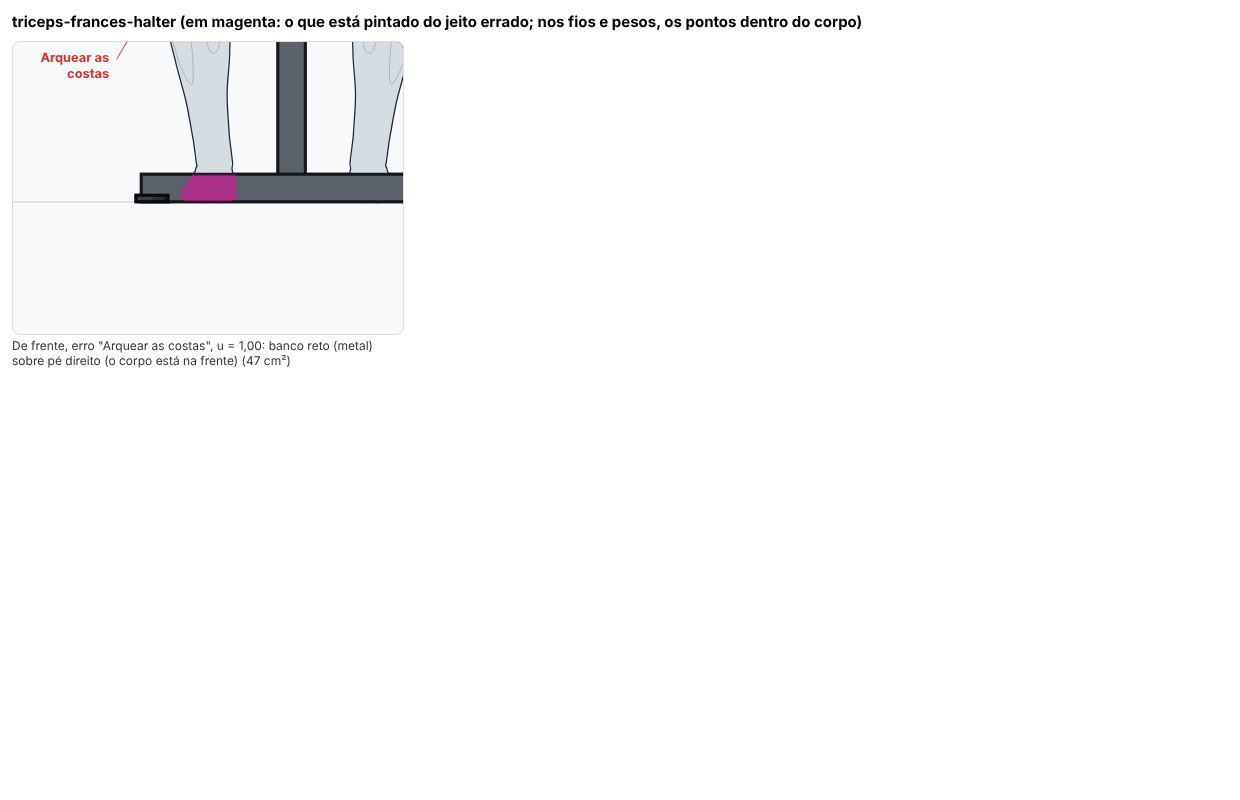 triceps-frances-halter (em magenta: o que está pintado do jeito errado; nos fios e pesos, os pontos dentro do corpo)
Arquear as
costas
De frente, erro "Arquear as costas", u = 1,00: banco reto (metal)
sobre pé direito (o corpo está na frente) (47 cm²)